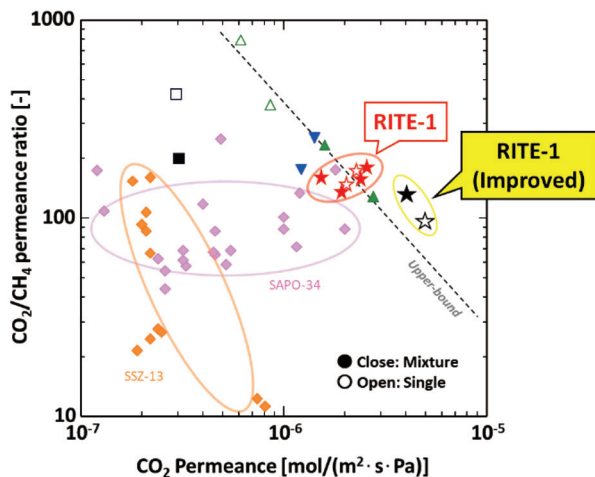 1000
100
10
CO₂/CH₄ permeance ratio [-]
RITE-1
RITE-1
(Improved)
SAPO-34
Upper-bound
SSZ-13
Close: Mixture
Open: Single
10⁻⁷
10⁻⁶
10⁻⁵
CO₂ Permeance [mol/(m²· s· Pa)]